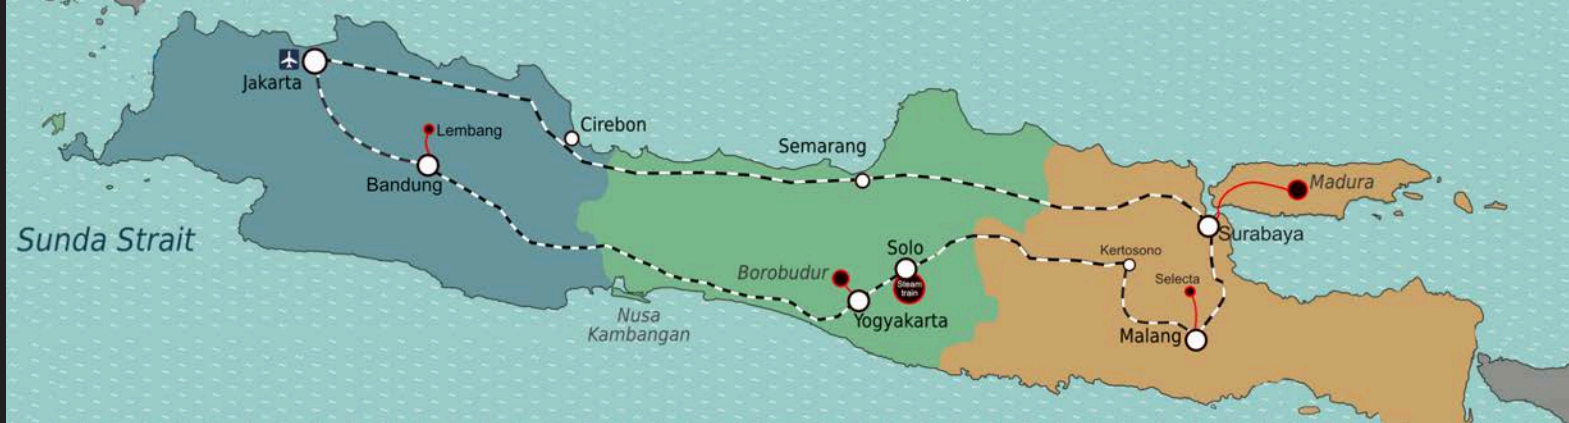 Jakarta
Lembang
Cirebon
Bandung
Semarang
Madura
Sunda Strait
Surabaya
Solo
Kertosono
Borobudur
Steam
train
Selecta
Yogyakarta
Nusa
Kambangan
Malang